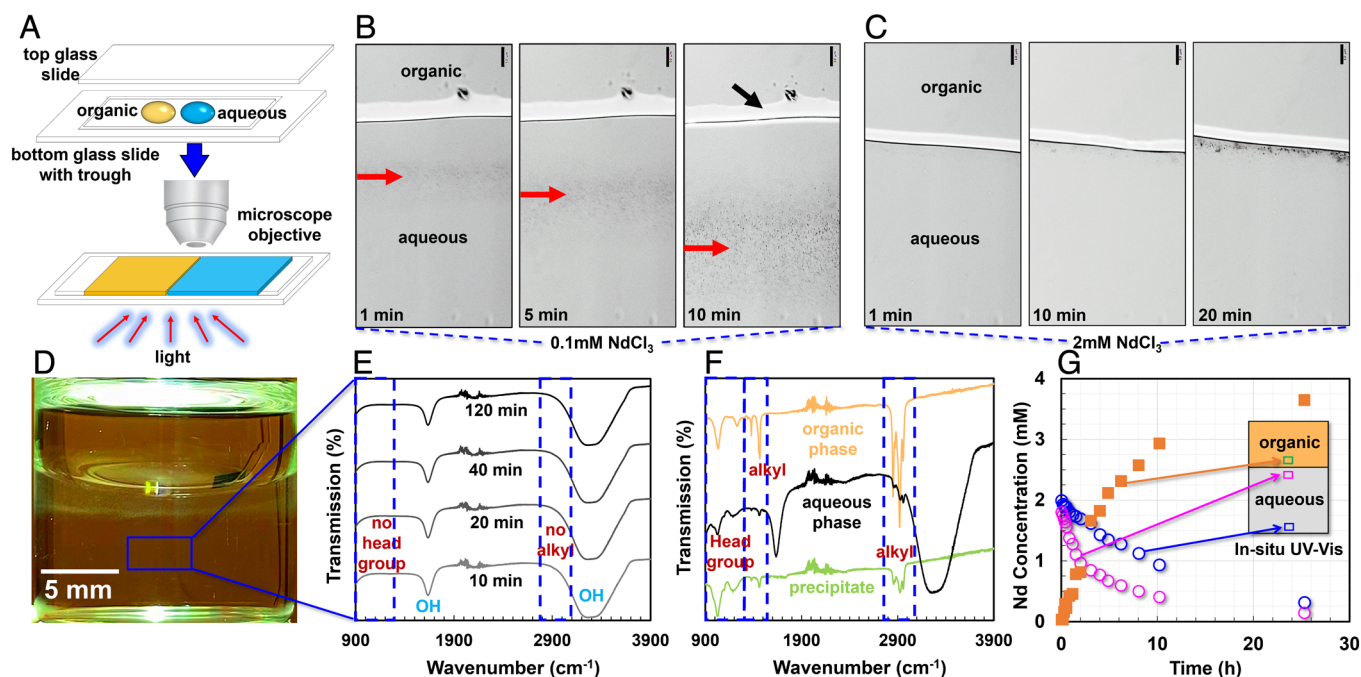 A
top glass
slide
organic
aqueous
bottom glass slide
with trough
microscope
objective
light
B
organic
aqueous
1 min
5 min
10 min
0.1mM NdCl₃
C
organic
aqueous
1 min
10 min
20 min
2mM NdCl₃
D
5 mm
E
Transmission (%)
120 min
40 min
20 min
10 min
no
head
group
no
alkyl
OH
OH
900
1900
2900
3900
Wavenumber (cm⁻¹)
F
Transmission (%)
organic
phase
alkyl
aqueous
phase
Head
group
alkyl
precipitate
900
1900
2900
3900
Wavenumber (cm⁻¹)
G
Nd Concentration (mM)
4
3
2
1
0
organic
aqueous
In-situ UV-Vis
0
10
20
30
Time (h)